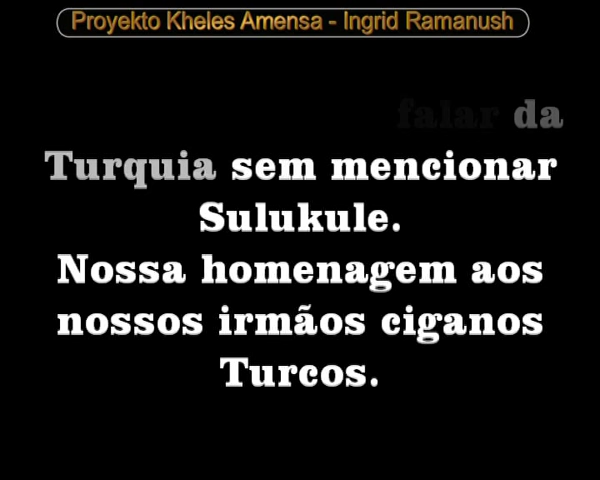 Proyekto Kheles Amensa - Ingrid Ramanush
falar da
Turquia sem mencionar
Sulukule.
Nossa homenagem aos
nossos irmãos ciganos
Turcos.